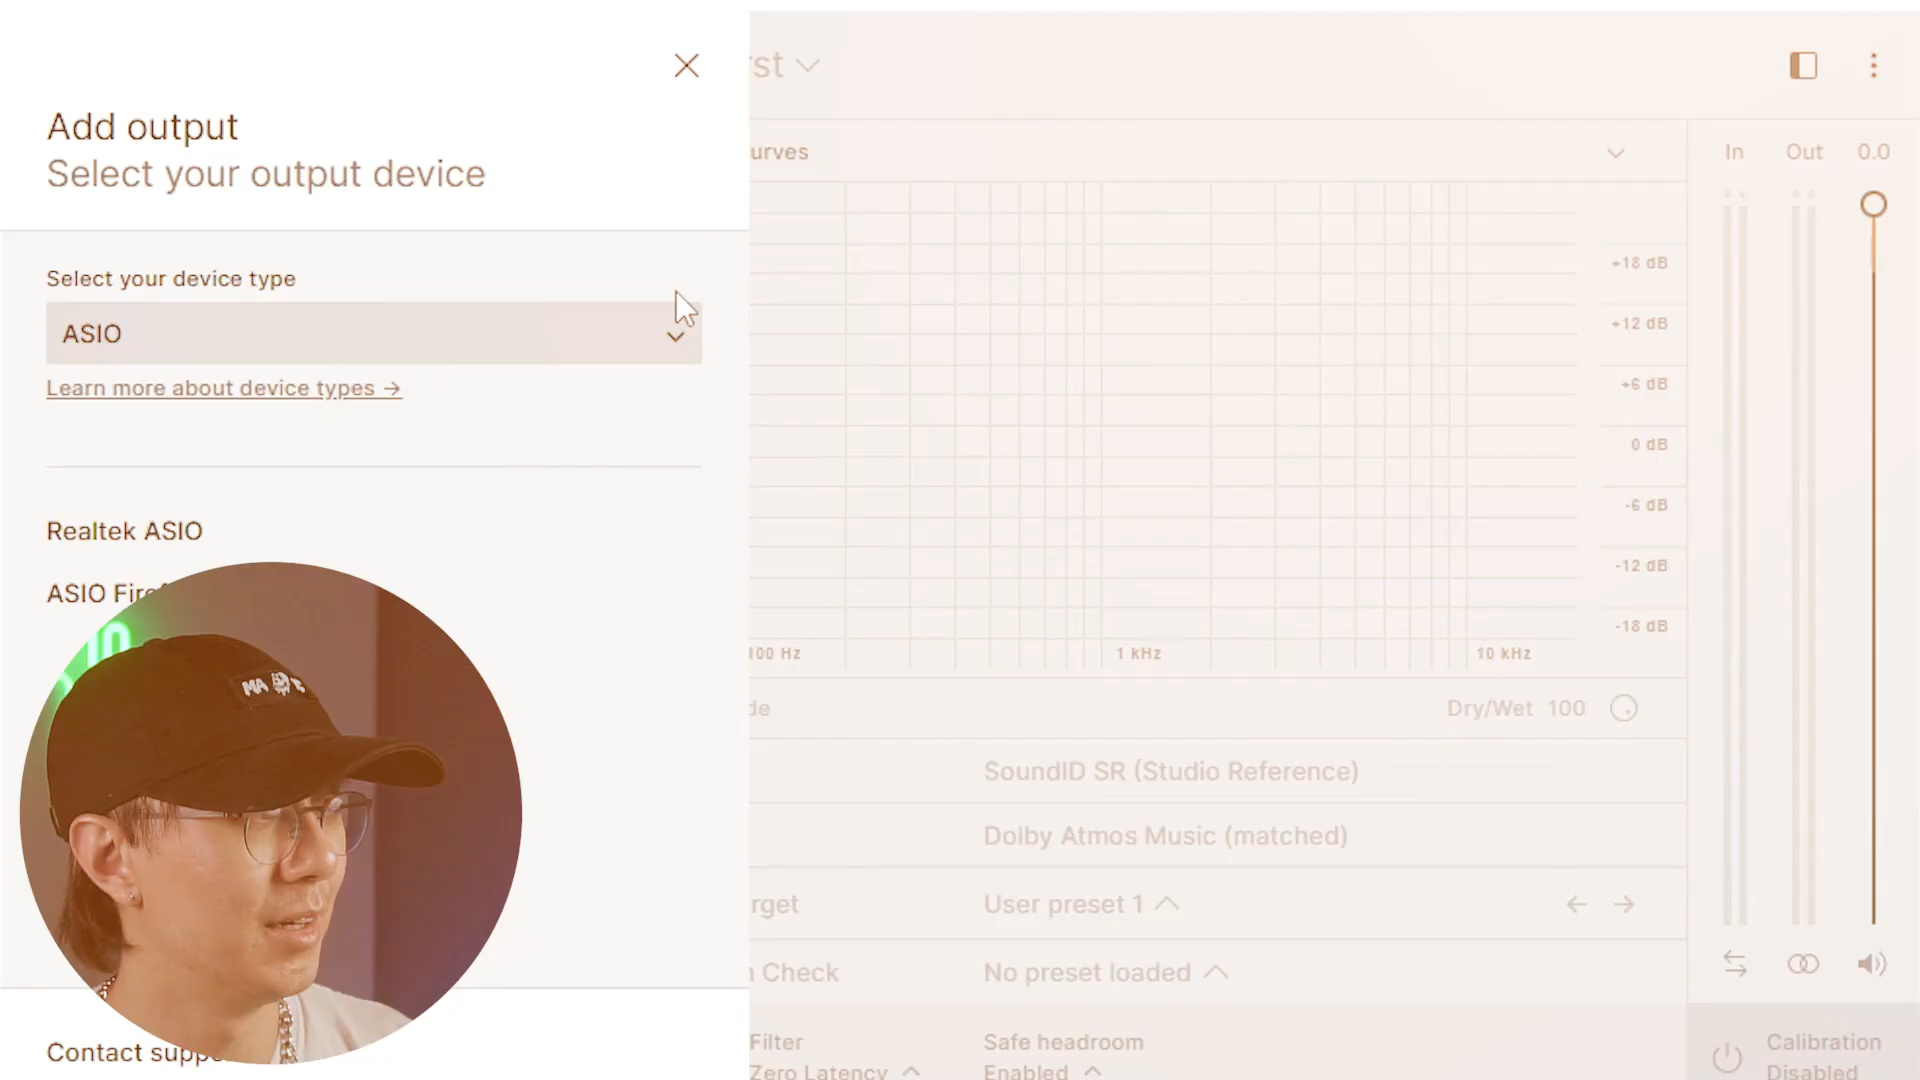 Add output
Select your output device
Select your device type
ASIO
Learn more about device types →
Realtek ASIO
ASIO
Contact
In Out 0.0
+18 dB
+12 dB
+6 dB
0 dB
-6 dB
-12 dB
-18 dB
100 Hz 1 kHz 10 kHz
Dry/Wet 100
SoundID SR (Studio Reference)
Dolby Atmos Music (matched)
User preset 1
Check No preset loaded
Filter Safe headroom
Zero Latency Enabled
Calibration
Disabled